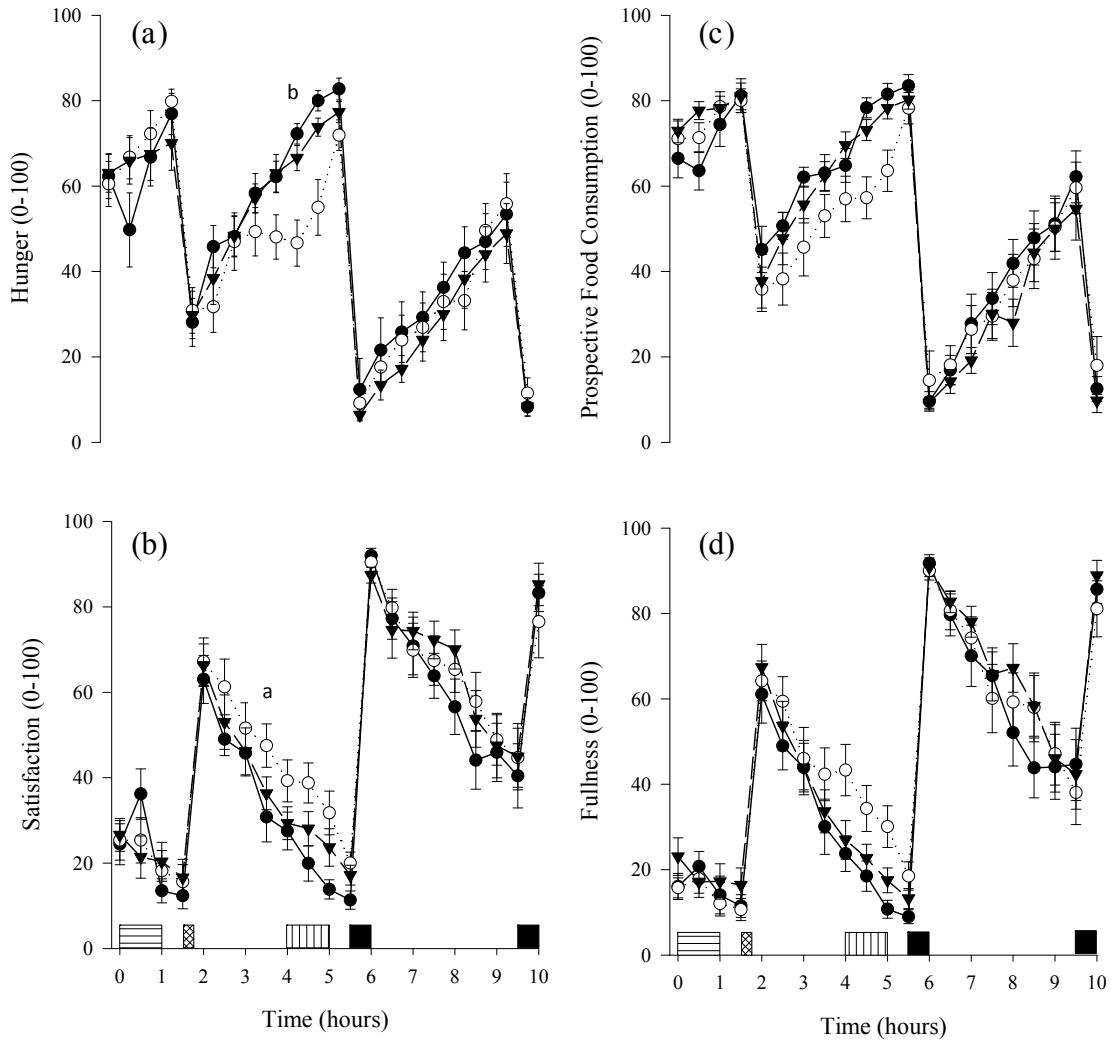 (a)
Hunger (0-100)
100
80
60
40
20
0
b
(c)
Prospective Food Consumption (0-100)
100
80
60
40
20
0
(b)
Satisfaction (0-100)
100
80
60
40
20
0
a
0 1 2 3 4 5 6 7 8 9 10
Time (hours)
(d)
Fullness (0-100)
100
80
60
40
20
0
0 1 2 3 4 5 6 7 8 9 10
Time (hours)